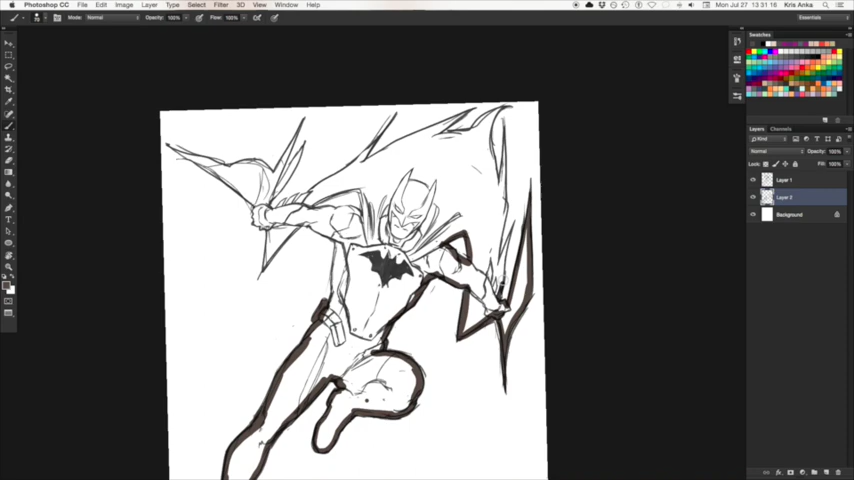 Photoshop CC File Edit Image Layer Type Select Filter 3D View Window Help Mon Jul 27 13:31:16 Kris Anka
Mode: Normal Opacity: 100% Flow: 100% Essentials
Swatches
Layers Channels
Kind
Normal Opacity: 100%
Lock: Fill: 100%
Layer 1
Layer 2
Background